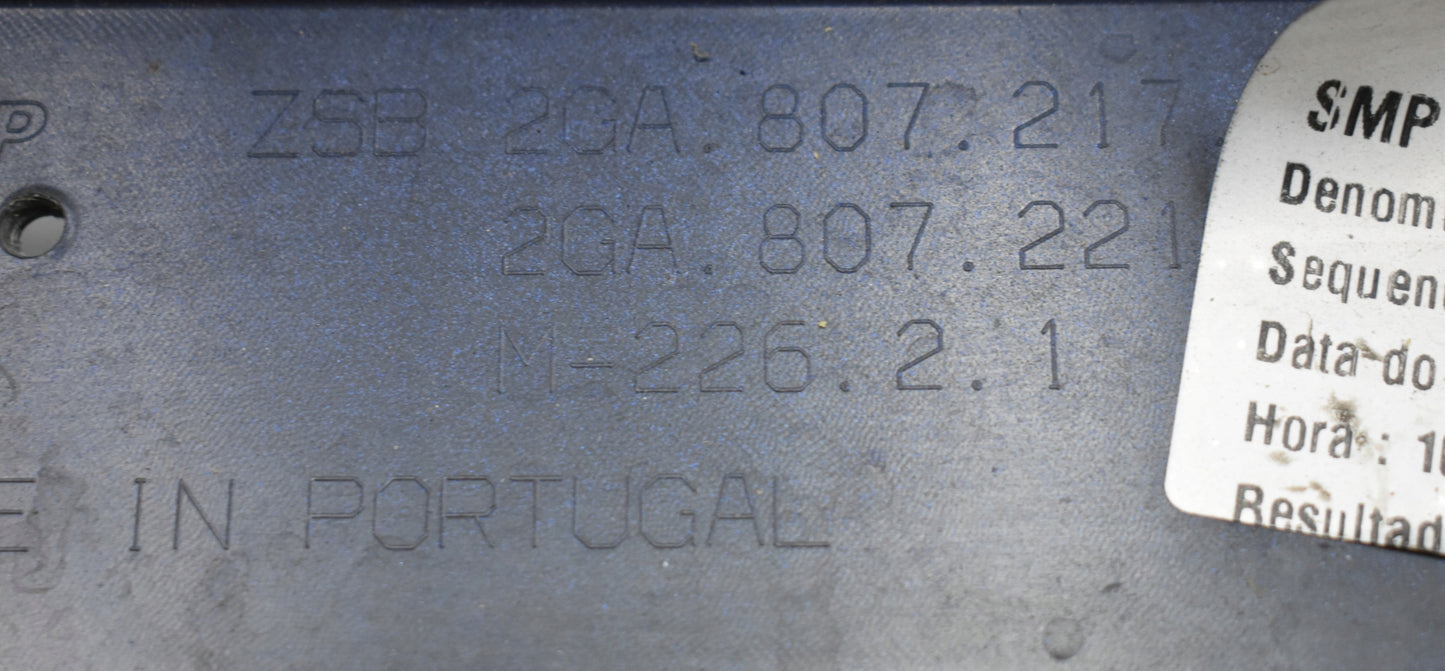 P
ZSB 2GA.807.217
2GA.807.221
M-226.2.1
E IN PORTUGAL
SMP
Denom
Sequen
Data do
Hora : 1
Resultad